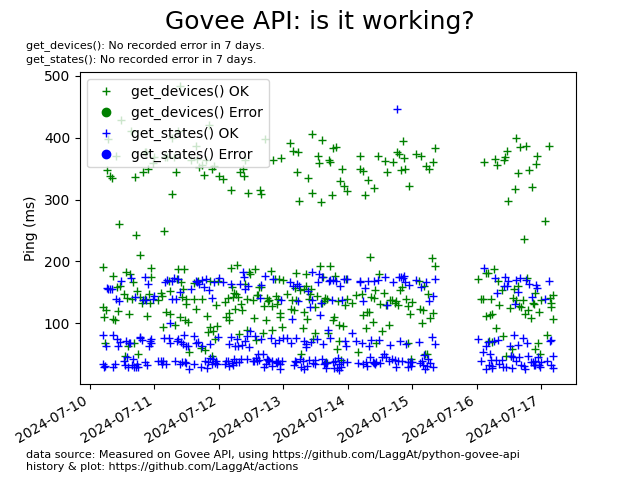 Govee API: is it working?
get_devices(): No recorded error in 7 days.
get_states(): No recorded error in 7 days.
get_devices() OK
get_devices() Error
get_states() OK
get_states() Error
Ping (ms)
500
400
300
200
100
2024-07-10
2024-07-11
2024-07-12
2024-07-13
2024-07-14
2024-07-15
2024-07-16
2024-07-17
data source: Measured on Govee API, using https://github.com/LaggAt/python-govee-api
history & plot: https://github.com/LaggAt/actions